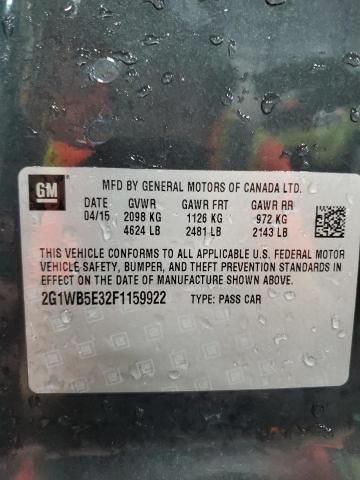 GM
MFD BY GENERAL MOTORS OF CANADA LTD.
DATE GVWR GAWR FRT GAWR RR
04/15 2098 KG 1126 KG 972 KG
4624 LB 2481 LB 2143 LB
THIS VEHICLE CONFORMS TO ALL APPLICABLE U.S. FEDERAL MOTOR
VEHICLE SAFETY, BUMPER, AND THEFT PREVENTION STANDARDS IN
EFFECT ON THE DATE OF MANUFACTURE SHOWN ABOVE.
2G1WB5E32F1159922 TYPE: PASS CAR